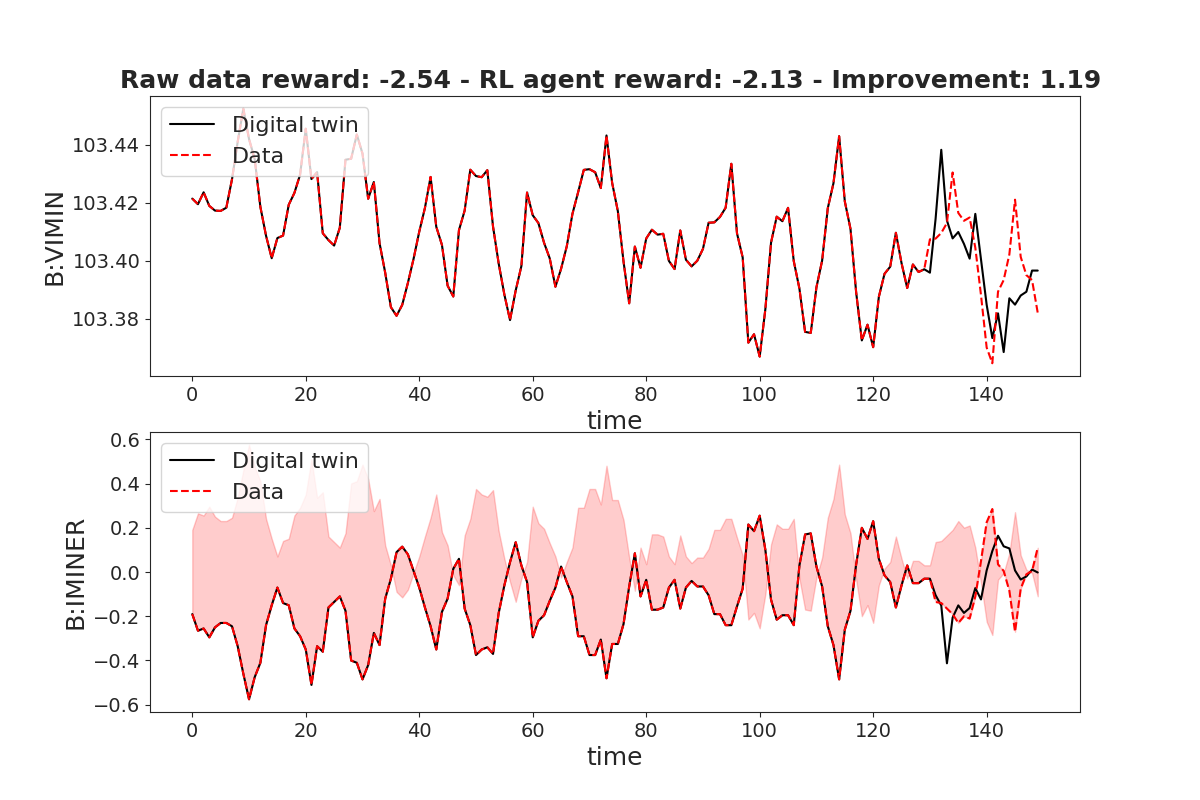 Raw data reward: -2.54 - RL agent reward: -2.13 - Improvement: 1.19
Digital twin
Data
B:VIMIN
103.44
103.42
103.40
103.38
0 20 40 60 80 100 120 140
time
Digital twin
Data
B:IMINER
0.6
0.4
0.2
0.0
−0.2
−0.4
−0.6
0 20 40 60 80 100 120 140
time